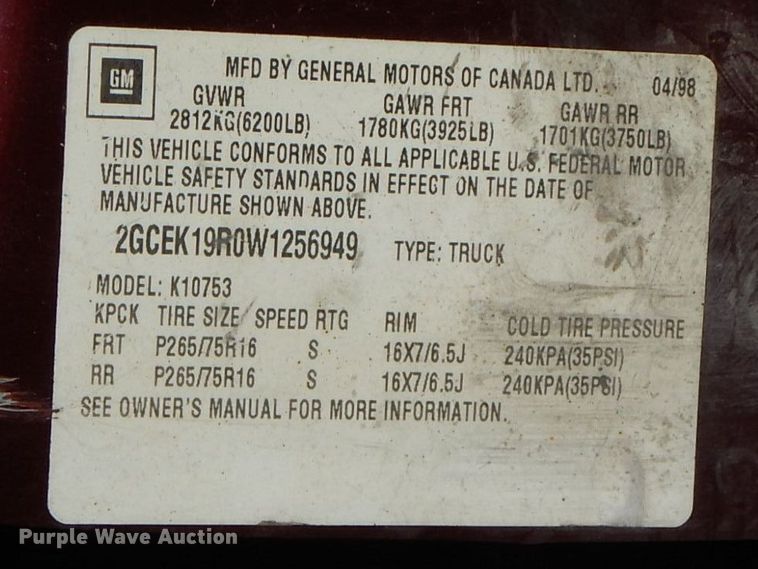 GM
MFD BY GENERAL MOTORS OF CANADA LTD. 04/98
GVWR GAWR FRT GAWR RR
2812KG(6200LB) 1780KG(3925LB) 1701KG(3750LB)
THIS VEHICLE CONFORMS TO ALL APPLICABLE U.S. FEDERAL MOTOR
VEHICLE SAFETY STANDARDS IN EFFECT ON THE DATE OF
MANUFACTURE SHOWN ABOVE.
2GCEK19R0W1256949 TYPE: TRUCK
MODEL: K10753
KPCK TIRE SIZE SPEED RTG RIM COLD TIRE PRESSURE
FRT P265/75R16 S 16X7/6.5J 240KPA(35PSI)
RR P265/75R16 S 16X7/6.5J 240KPA(35PSI)
SEE OWNER'S MANUAL FOR MORE INFORMATION.
Purple Wave Auction